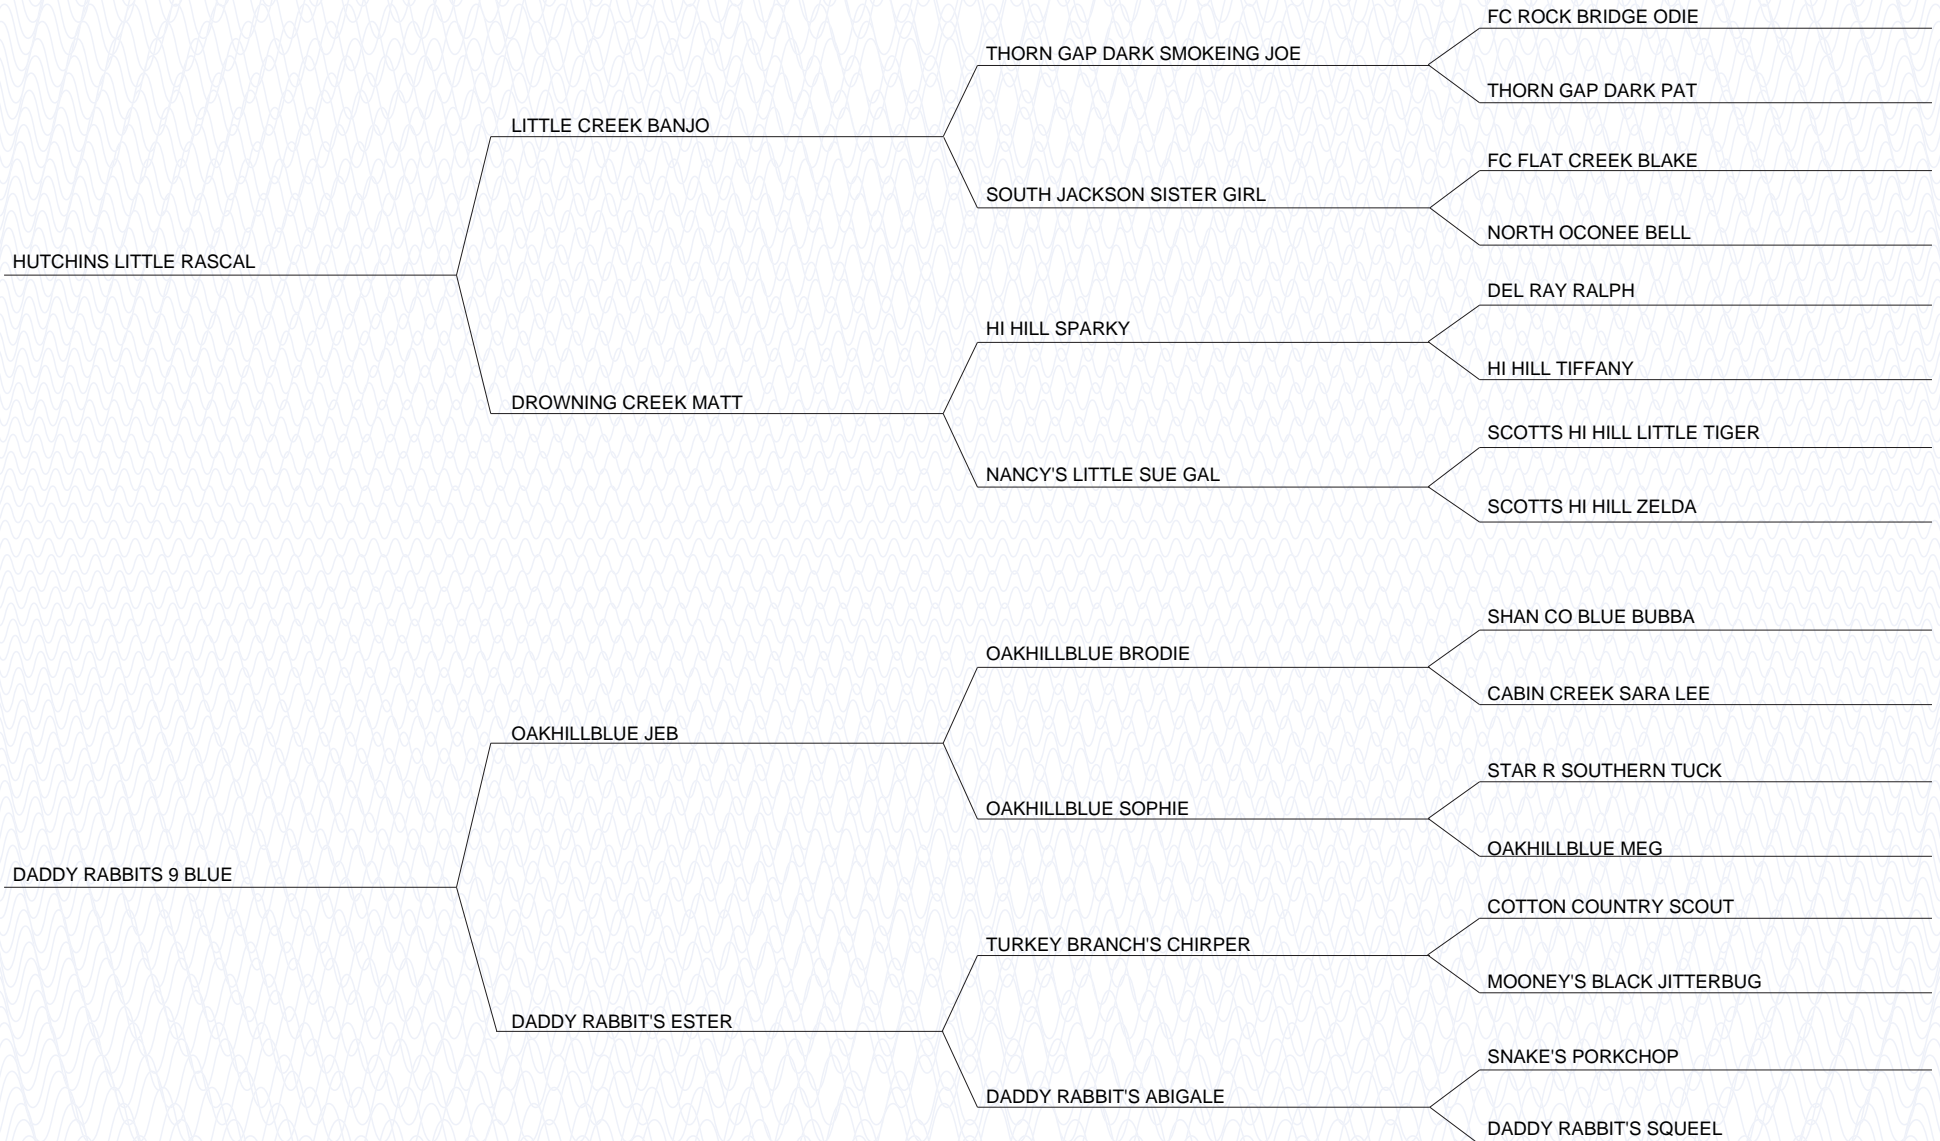 FC ROCK BRIDGE ODIE
THORN GAP DARK SMOKEING JOE
THORN GAP DARK PAT
LITTLE CREEK BANJO
FC FLAT CREEK BLAKE
SOUTH JACKSON SISTER GIRL
NORTH OCONEE BELL
HUTCHINS LITTLE RASCAL
DEL RAY RALPH
HI HILL SPARKY
HI HILL TIFFANY
DROWNING CREEK MATT
SCOTTS HI HILL LITTLE TIGER
NANCY'S LITTLE SUE GAL
SCOTTS HI HILL ZELDA
SHAN CO BLUE BUBBA
OAKHILLBLUE BRODIE
CABIN CREEK SARA LEE
OAKHILLBLUE JEB
STAR R SOUTHERN TUCK
OAKHILLBLUE SOPHIE
OAKHILLBLUE MEG
DADDY RABBITS 9 BLUE
COTTON COUNTRY SCOUT
TURKEY BRANCH'S CHIRPER
MOONEY'S BLACK JITTERBUG
DADDY RABBIT'S ESTER
SNAKE'S PORKCHOP
DADDY RABBIT'S ABIGALE
DADDY RABBIT'S SQUEEL